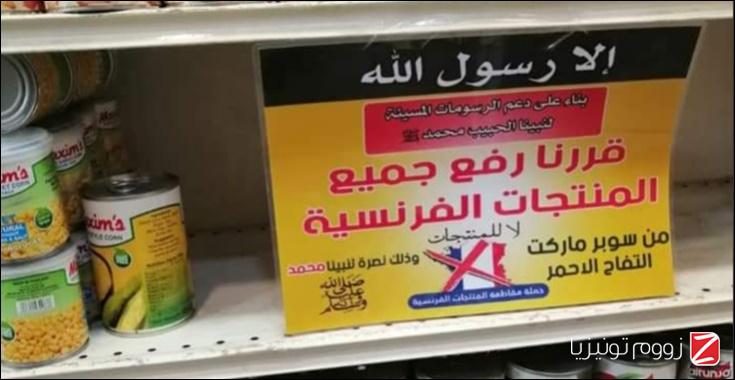 إلا رسول الله
بناء على دعم الرسومات المسيئة
لنبينا الحبيب محمد ﷺ
قررنا رفع جميع
المنتجات الفرنسية
من سوبر ماركت
التفاح الاحمر
لا للمنتجات
وذلك نصرة لنبينا محمد
صلى الله عليه وسلم
حملة مقاطعة المنتجات الفرنسية
Maxim's
زووم تونيزيا
Z